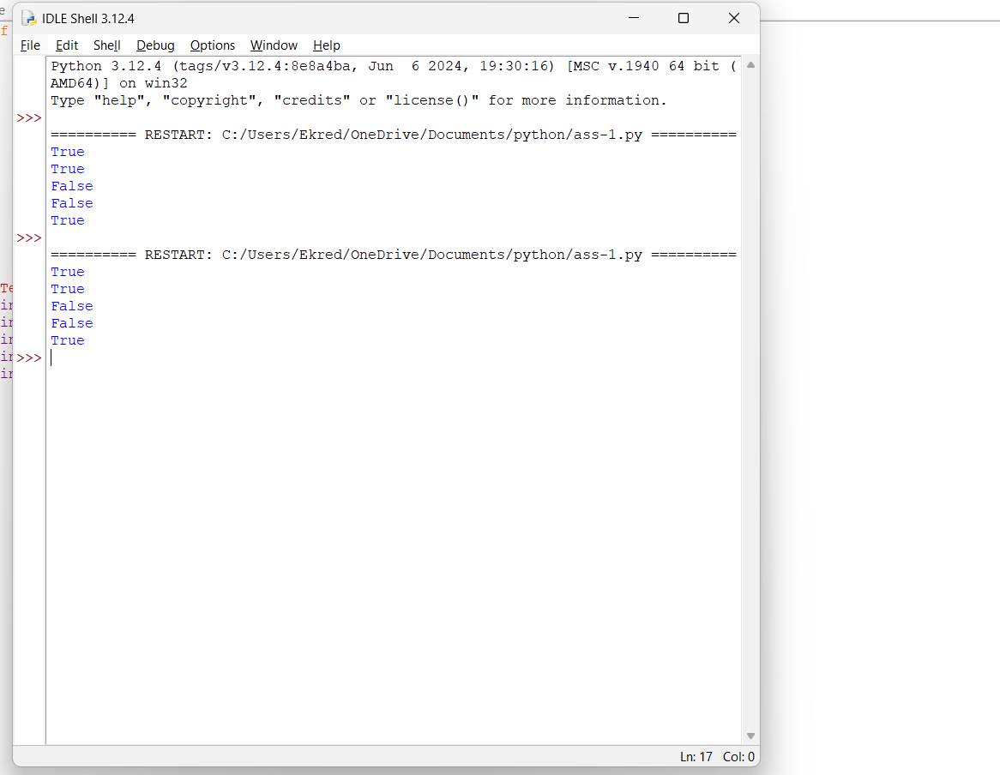 IDLE Shell 3.12.4
File Edit Shell Debug Options Window Help
Python 3.12.4 (tags/v3.12.4:8e8a4ba, Jun  6 2024, 19:30:16) [MSC v.1940 64 bit (
AMD64)] on win32
Type "help", "copyright", "credits" or "license()" for more information.
>>>
========== RESTART: C:/Users/Ekred/OneDrive/Documents/python/ass-1.py ==========
True
True
False
False
True
>>>
========== RESTART: C:/Users/Ekred/OneDrive/Documents/python/ass-1.py ==========
True
True
False
False
True
>>>
Ln: 17 Col: 0